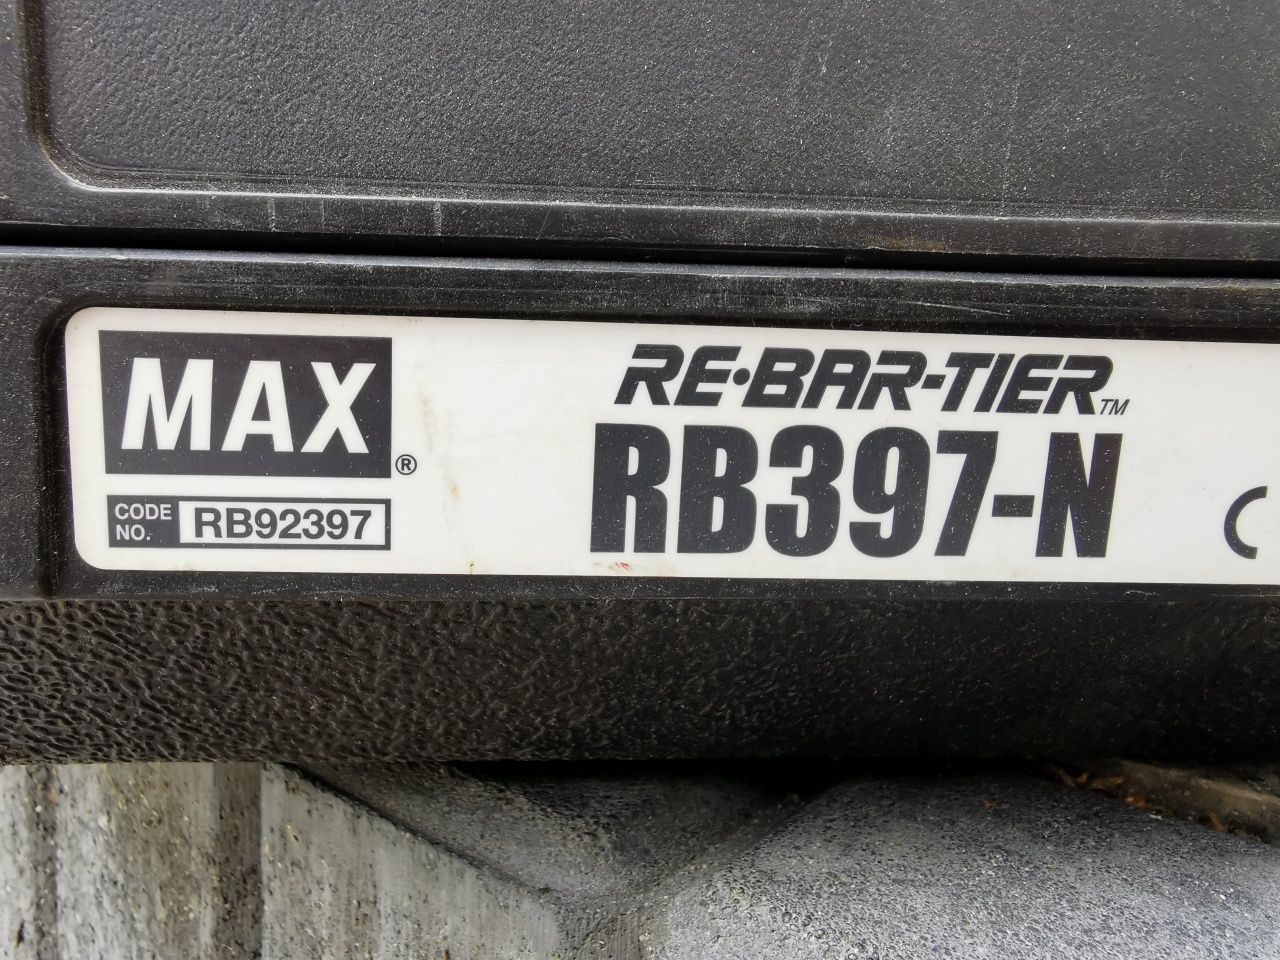 MAX®
CODE NO. RB92397
RE·BAR-TIER™
RB397-N